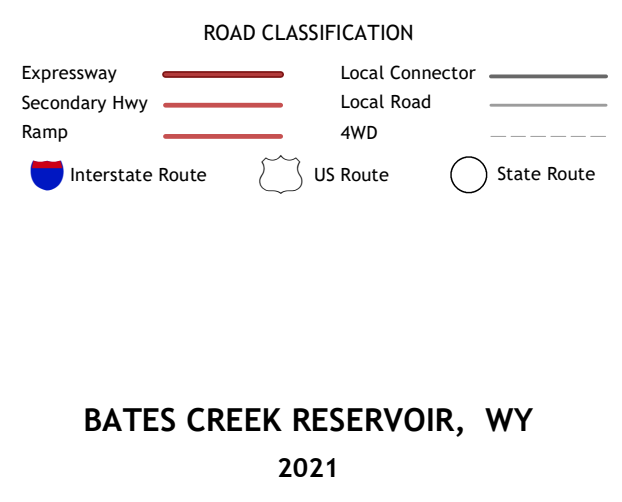 ROAD CLASSIFICATION
Expressway
Local Connector
Secondary Hwy
Local Road
Ramp
4WD
Interstate Route
US Route
State Route
BATES CREEK RESERVOIR, WY
2021